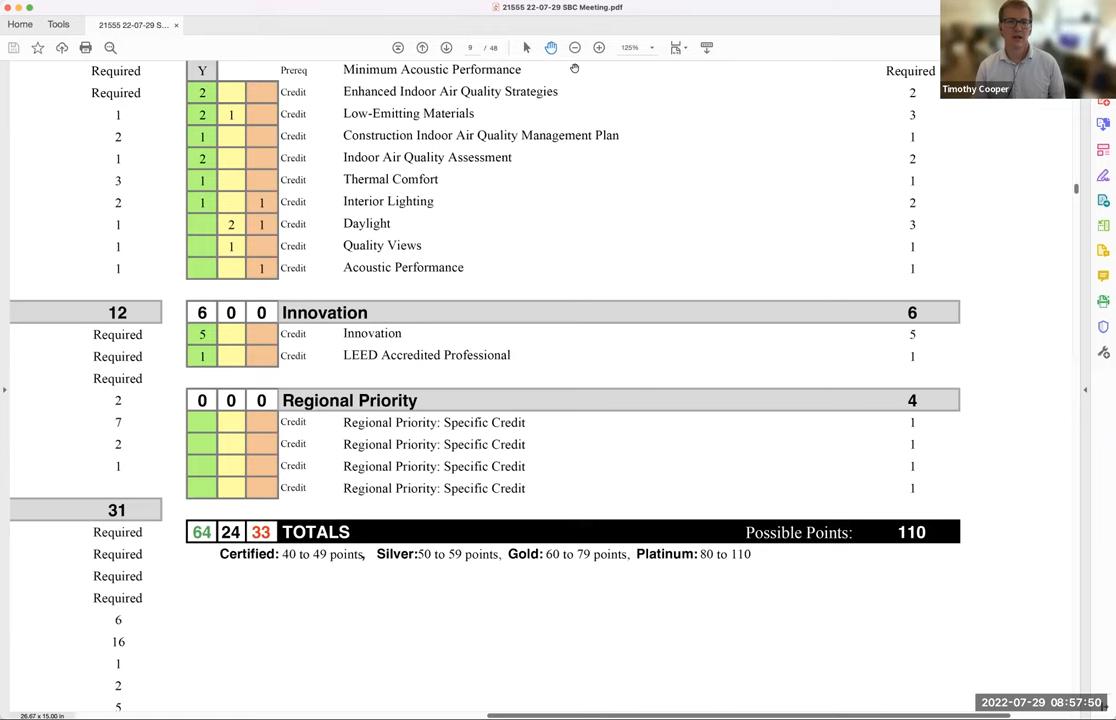 21555 22-07-29 SBC Meeting.pdf
Home Tools 21555 22-07-29 S... ×
9 / 48 125%
Timothy Cooper
Required Y Prereq Minimum Acoustic Performance Required
Required 2 Credit Enhanced Indoor Air Quality Strategies 2
1 2 1 Credit Low-Emitting Materials 3
2 1 Credit Construction Indoor Air Quality Management Plan 1
1 2 Credit Indoor Air Quality Assessment 2
3 1 Credit Thermal Comfort 1
2 1 1 Credit Interior Lighting 2
1 2 1 Credit Daylight 3
1 1 Credit Quality Views 1
1 1 Credit Acoustic Performance 1
12 6 0 0 Innovation 6
Required 5 Credit Innovation 5
Required 1 Credit LEED Accredited Professional 1
Required
2 0 0 0 Regional Priority 4
7 Credit Regional Priority: Specific Credit 1
2 Credit Regional Priority: Specific Credit 1
1 Credit Regional Priority: Specific Credit 1
Credit Regional Priority: Specific Credit 1
31
Required 64 24 33 TOTALS Possible Points: 110
Required Certified: 40 to 49 points, Silver:50 to 59 points, Gold: 60 to 79 points, Platinum: 80 to 110
Required
Required
6
16
1
2
5
2022-07-29 08:57:50
26.67 x 15.00 in